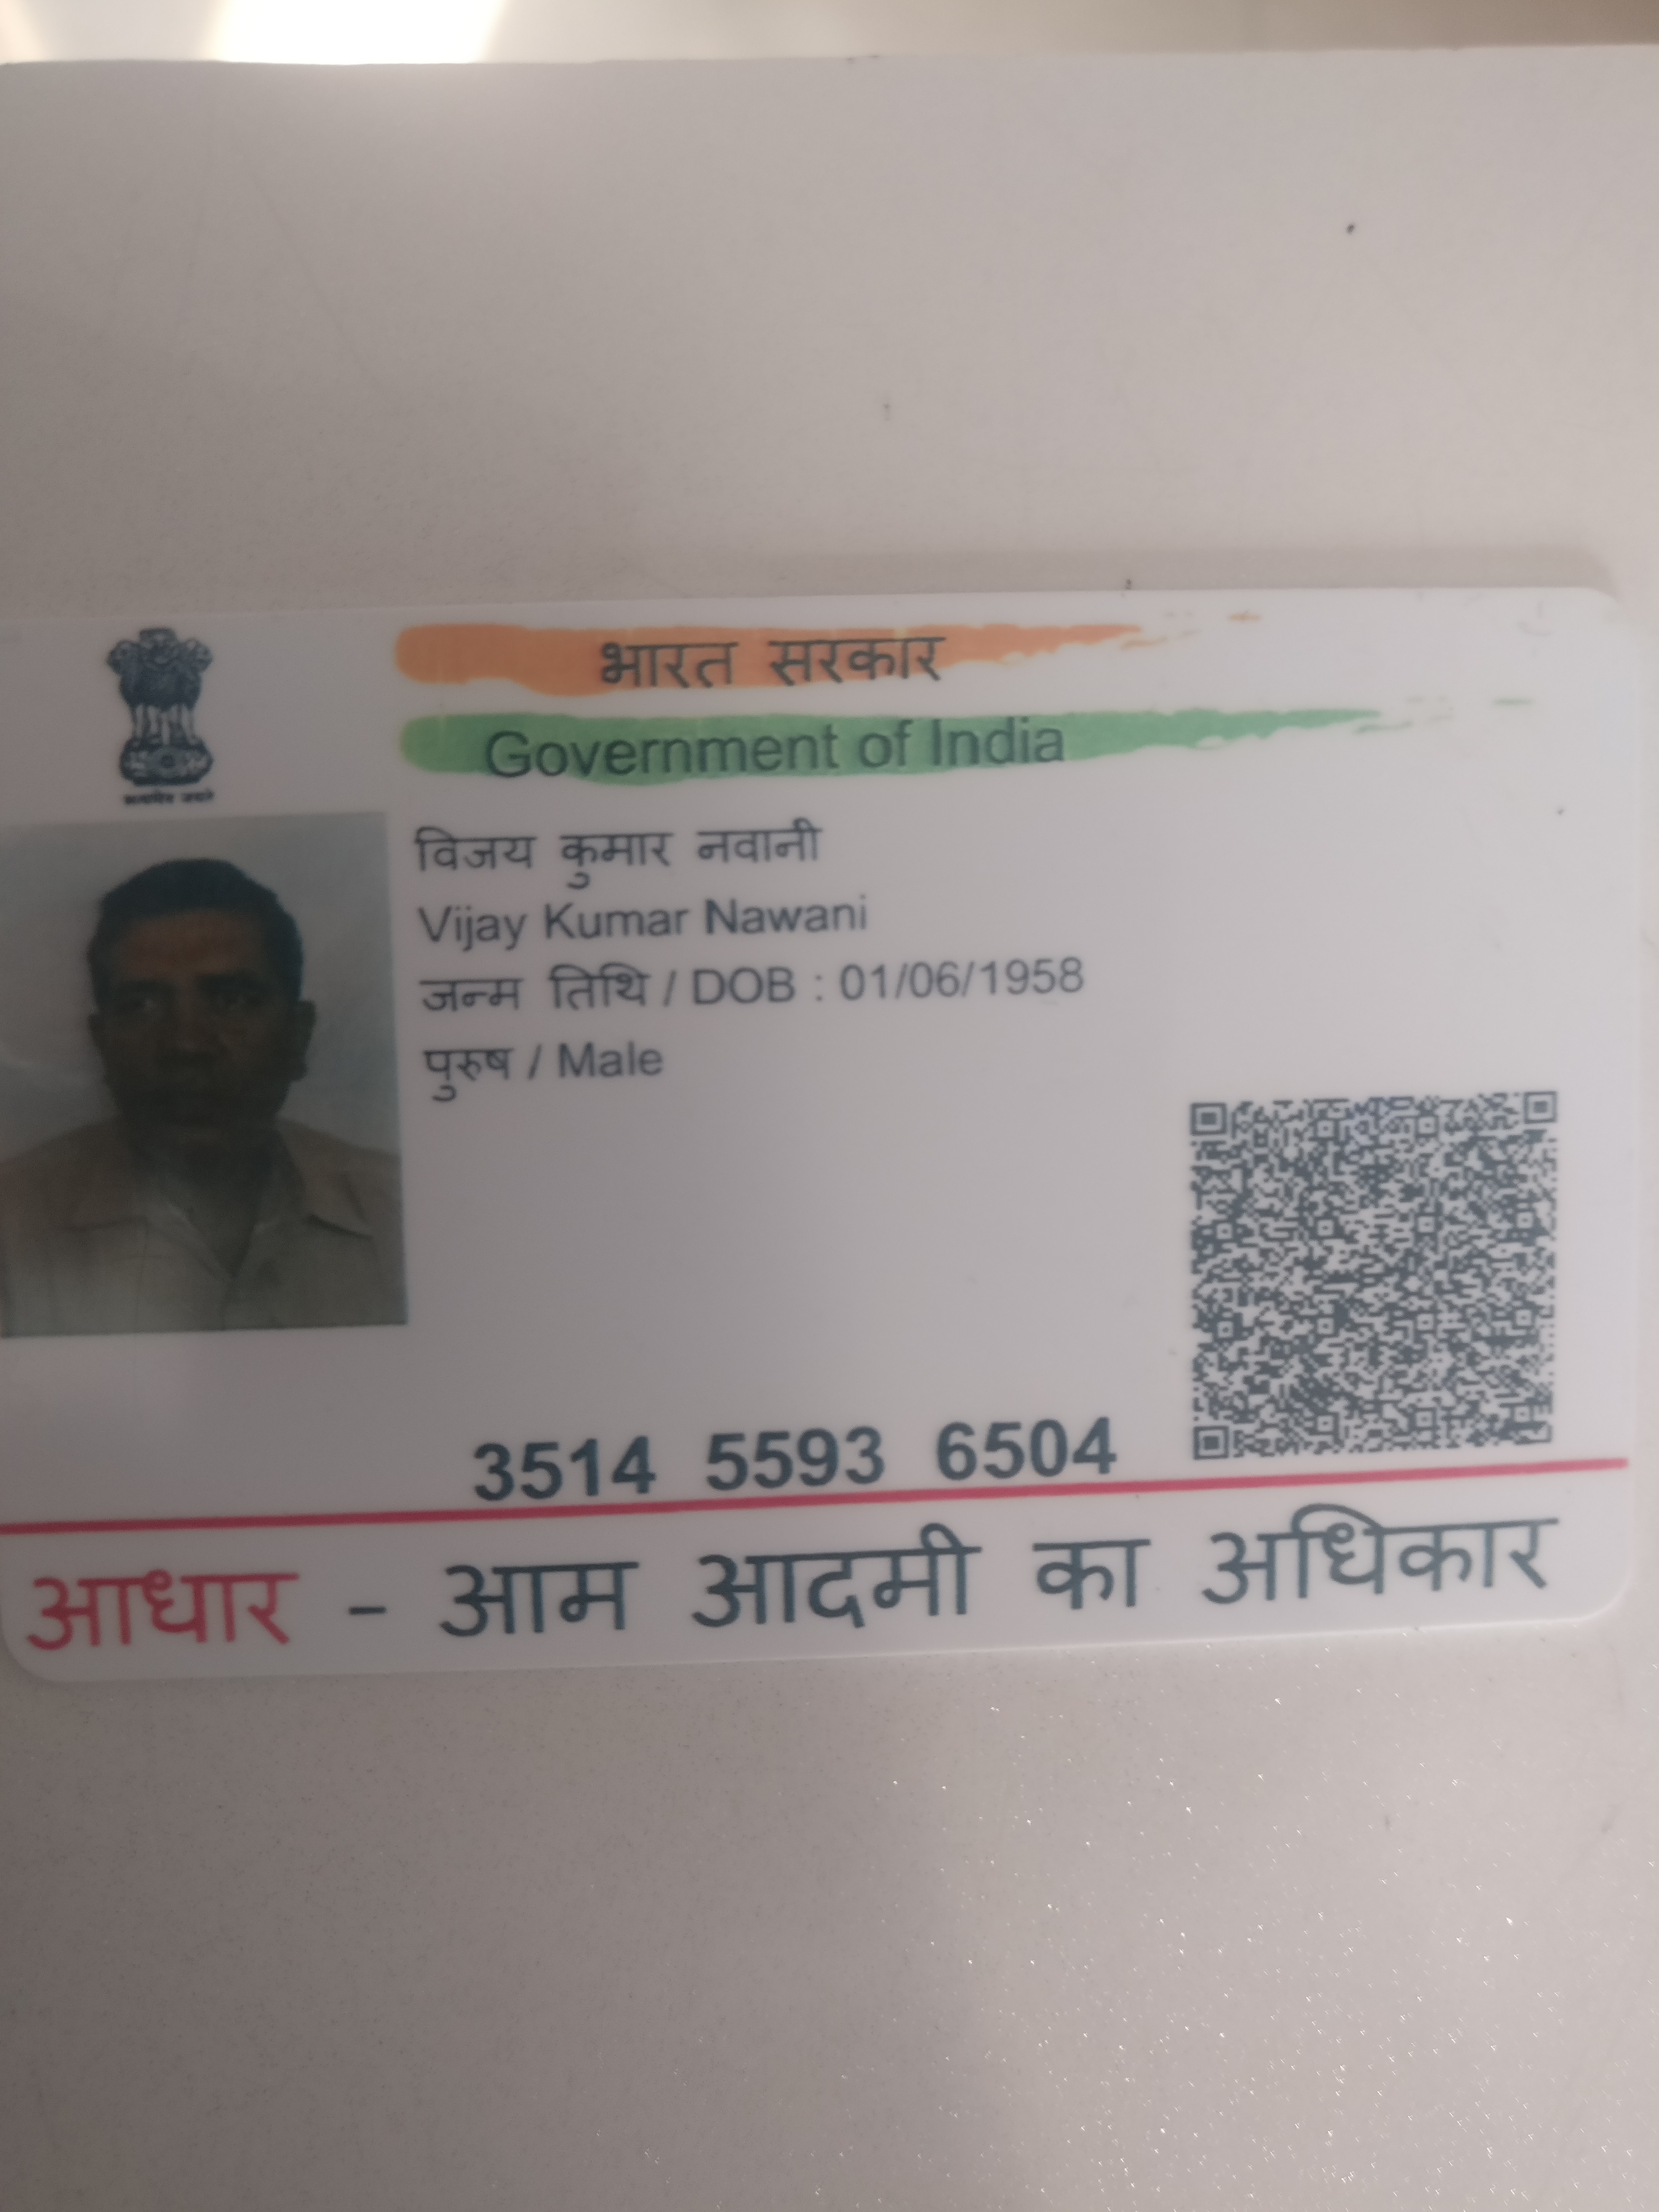 सत्यमेव जयते
भारत सरकार
Government of India
विजय कुमार नवानी
Vijay Kumar Nawani
जन्म तिथि / DOB : 01/06/1958
पुरुष / Male
3514 5593 6504
आधार - आम आदमी का अधिकार